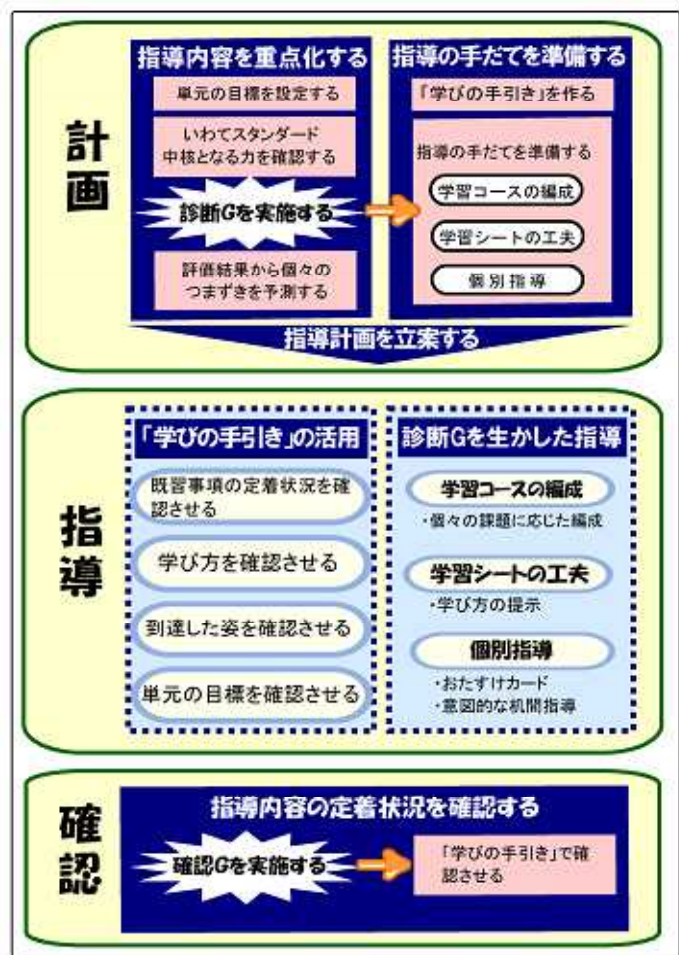 計画
指導内容を重点化する
単元の目標を設定する
いわてスタンダード
中核となる力を確認する
診断Gを実施する
評価結果から個々の
つまずきを予測する
指導の手だてを準備する
「学びの手引き」を作る
指導の手だてを準備する
学習コースの編成
学習シートの工夫
個別指導
指導計画を立案する
指導
「学びの手引き」の活用
既習事項の定着状況を確
認させる
学び方を確認させる
到達した姿を確認させる
単元の目標を確認させる
診断Gを生かした指導
学習コースの編成
・個々の課題に応じた編成
学習シートの工夫
・学び方の提示
個別指導
・おたすけカード
・意図的な机間指導
確認
指導内容の定着状況を確認する
確認Gを実施する
「学びの手引き」で確
認させる